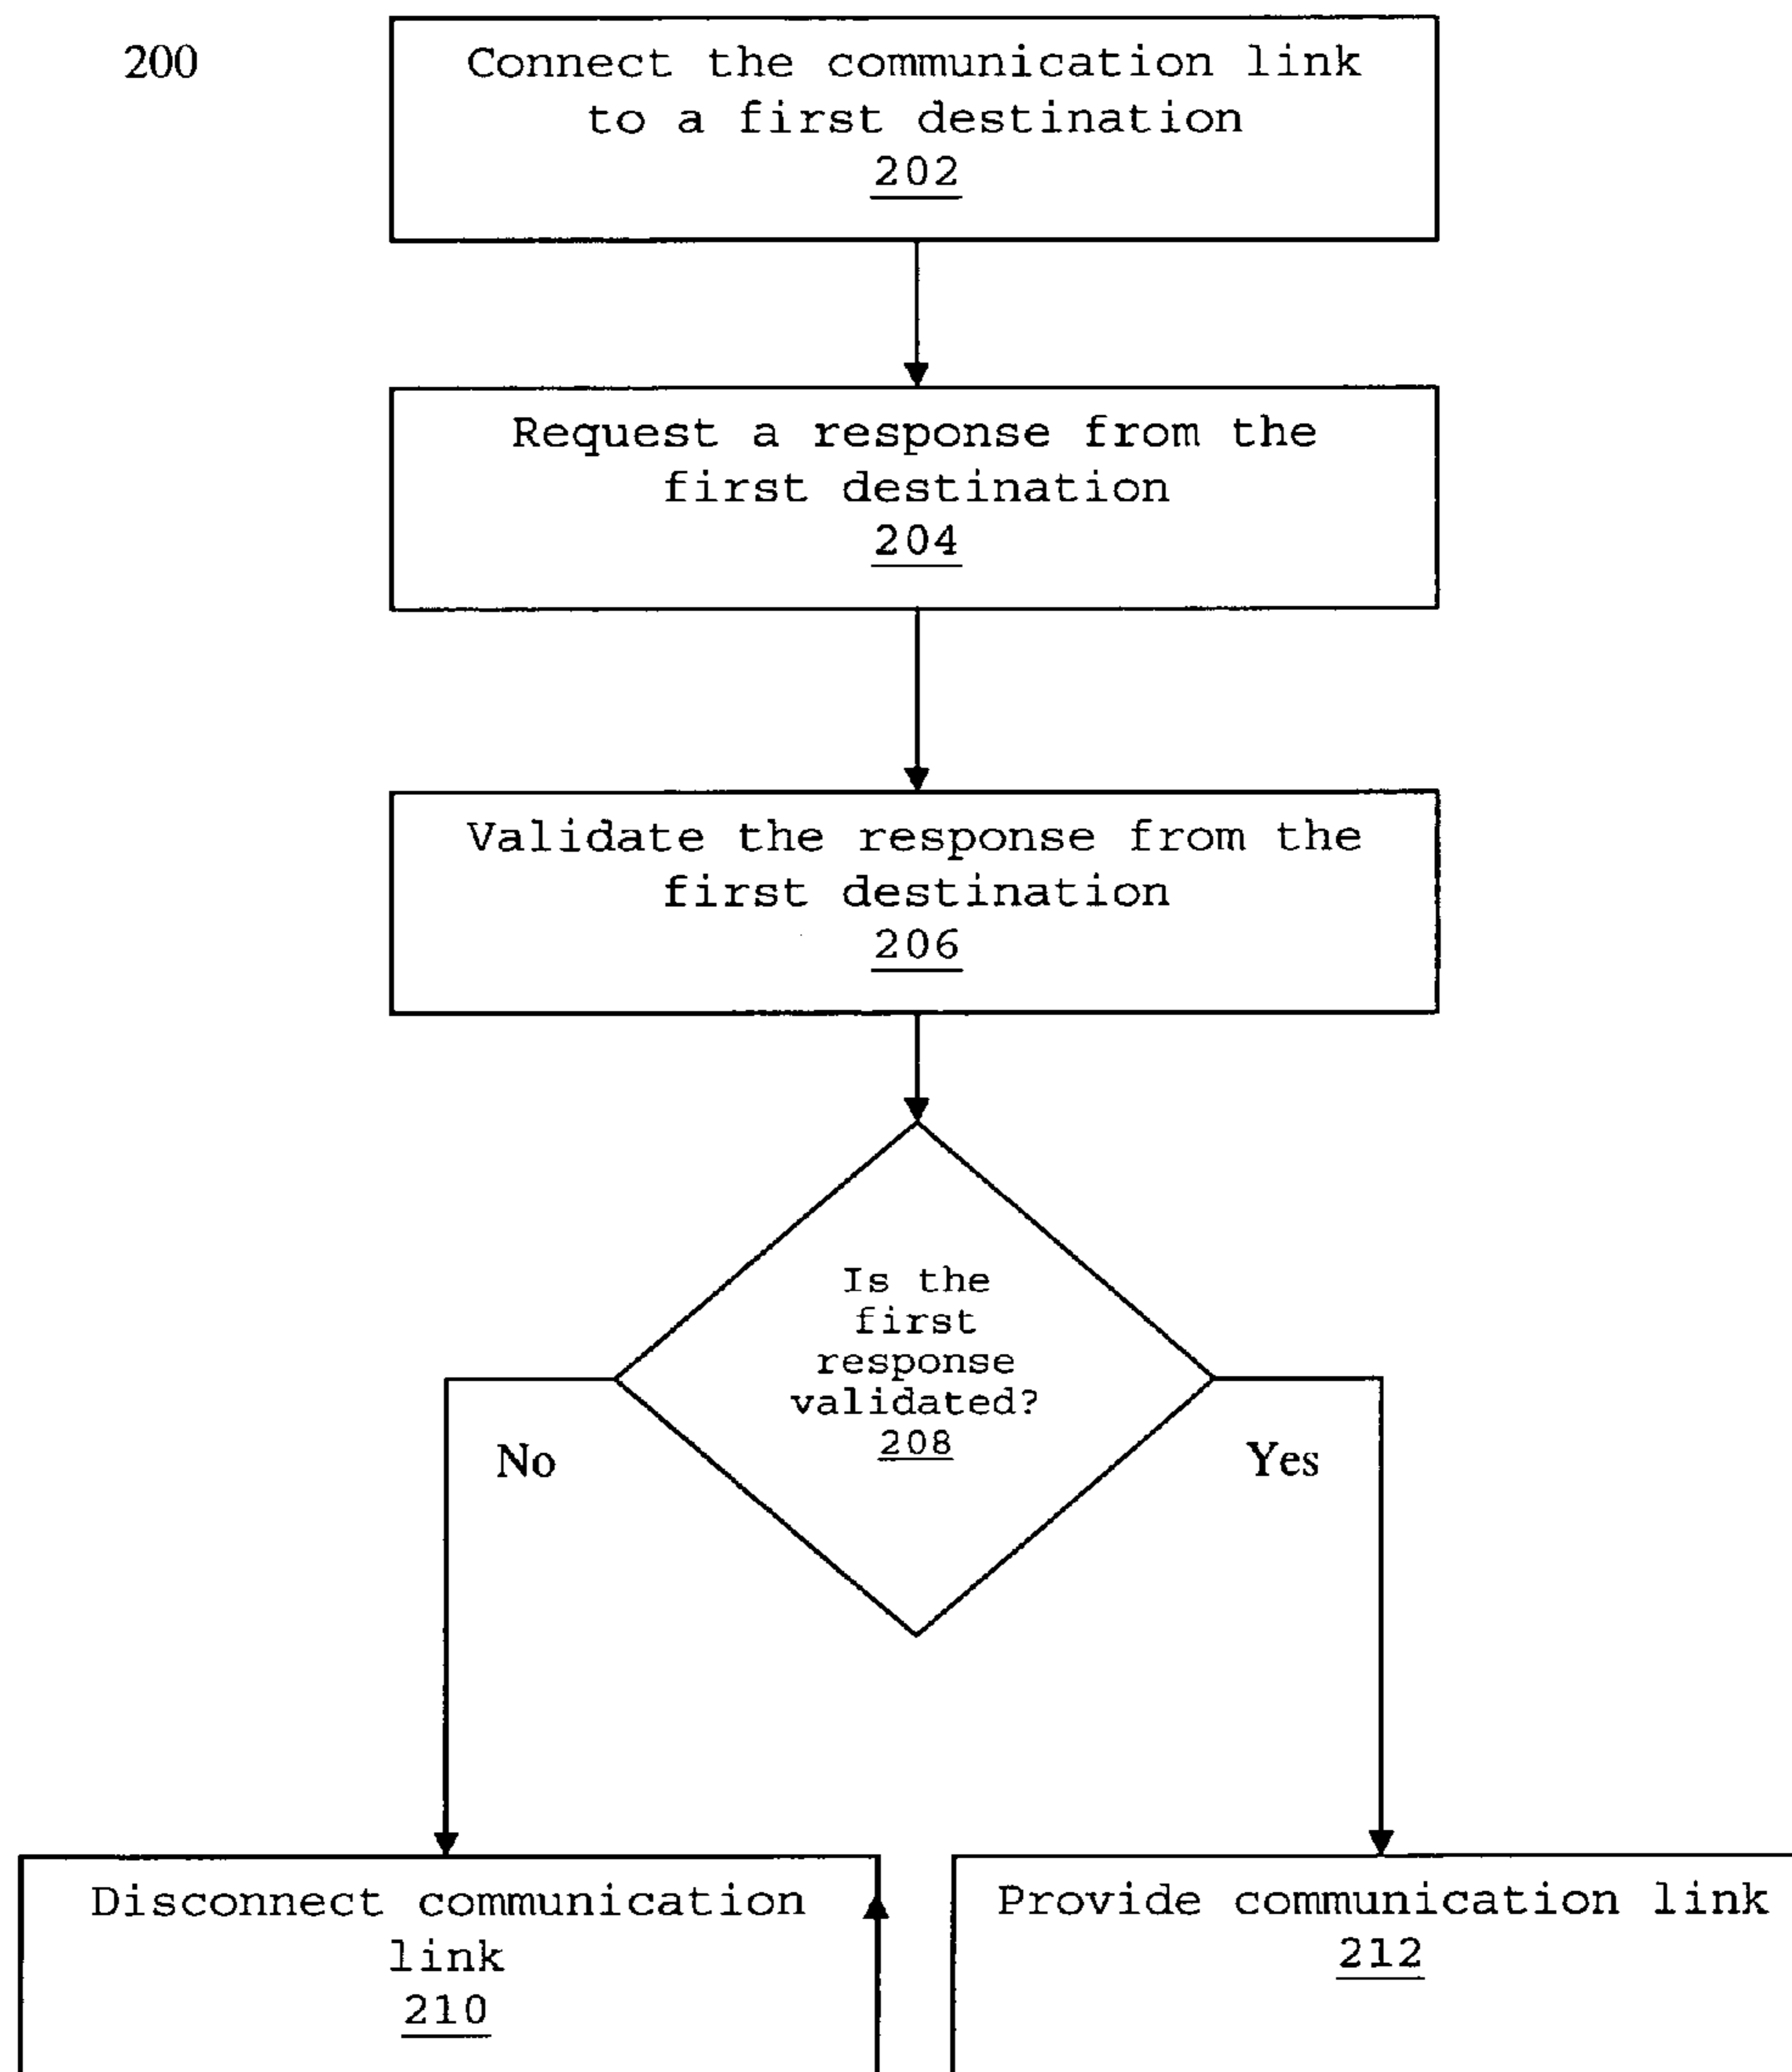 200
Connect the communication link
to a first destination
202
Request a response from the
first destination
204
Validate the response from the
first destination
206
Is the
first
response
validated?
208
No
Yes
Disconnect communication
link
210
Provide communication link
212